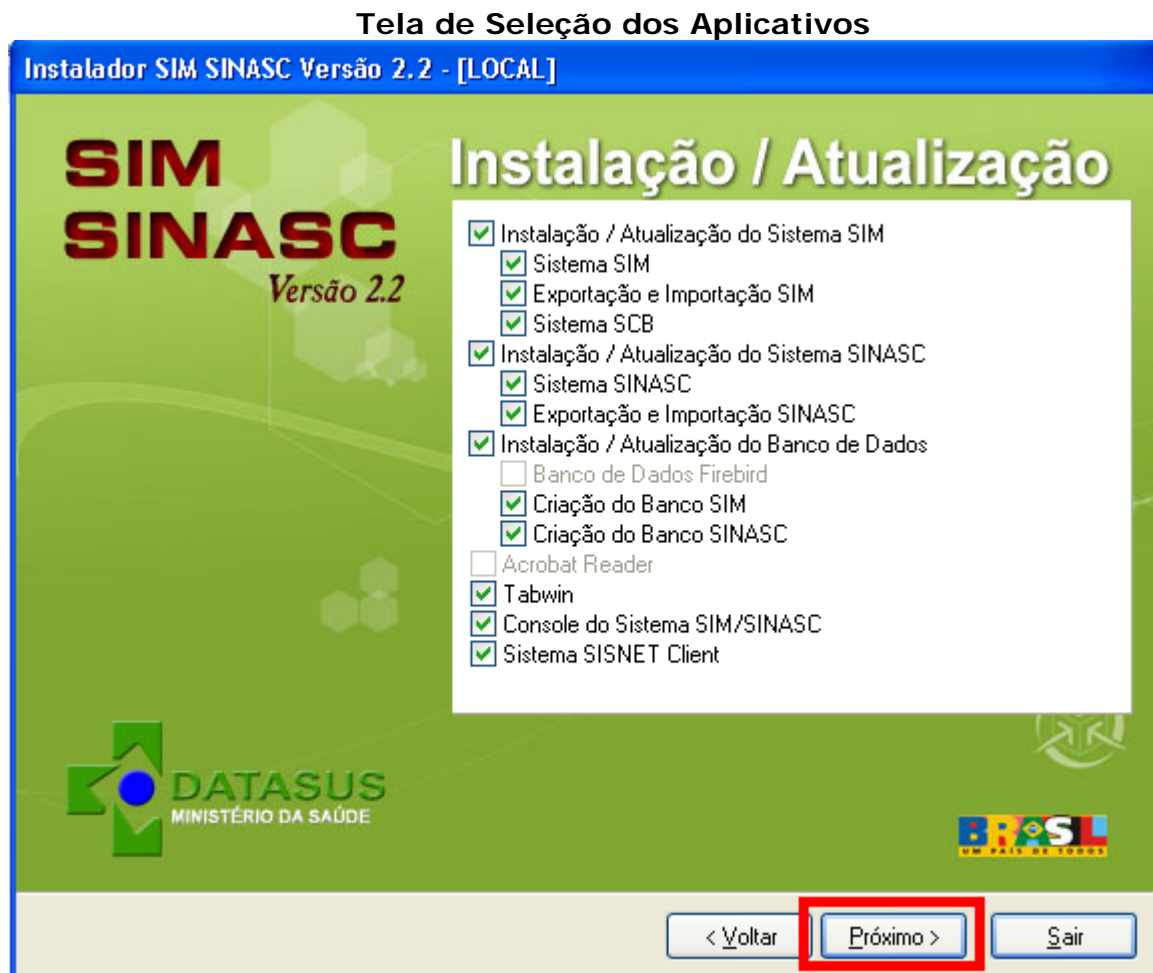 Tela de Seleção dos Aplicativos
Instalador SIM SINASC Versão 2.2 - [LOCAL]
SIM
SINASC
Versão 2.2
Instalação / Atualização
Instalação / Atualização do Sistema SIM
Sistema SIM
Exportação e Importação SIM
Sistema SCB
Instalação / Atualização do Sistema SINASC
Sistema SINASC
Exportação e Importação SINASC
Instalação / Atualização do Banco de Dados
Banco de Dados Firebird
Criação do Banco SIM
Criação do Banco SINASC
Acrobat Reader
Tabwin
Console do Sistema SIM/SINASC
Sistema SISNET Client
DATASUS
MINISTÉRIO DA SAÚDE
BRASIL
UM PAÍS DE TODOS
< Voltar
Próximo >
Sair